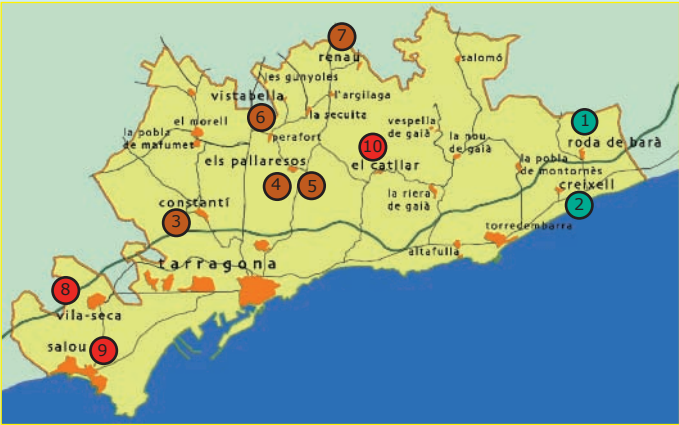 7
renau
salomó
les gunyoles
vistabella
l'argilaga
6
la secuita
1
el morell
vespella
de gaià
la pobla
de mafumet
perafort
10
la nou
de gaià
roda de barà
els pallaresos
el catllar
la pobla
de montornès
4
5
la riera
de gaià
creixell
2
constantí
3
torredembarra
altafulla
tarragona
8
vila-seca
salou
9